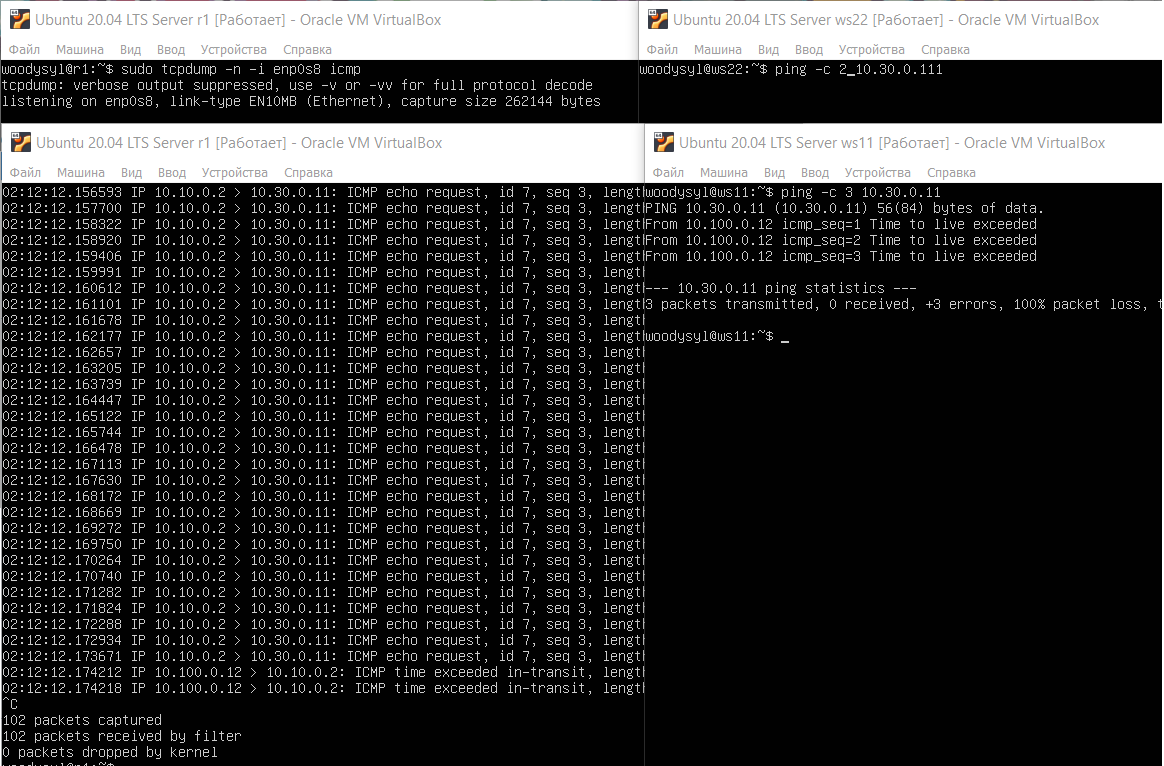 Ubuntu 20.04 LTS Server r1 [Работает] - Oracle VM VirtualBox
Файл Машина Вид Ввод Устройства Справка
woodysyl@r1:~$ sudo tcpdump -n -i enp0s8 icmp
tcpdump: verbose output suppressed, use -v or -vv for full protocol decode
listening on enp0s8, link-type EN10MB (Ethernet), capture size 262144 bytes
Ubuntu 20.04 LTS Server ws22 [Работает] - Oracle VM VirtualBox
Файл Машина Вид Ввод Устройства Справка
woodysyl@ws22:~$ ping -c 2_10.30.0.111
Ubuntu 20.04 LTS Server r1 [Работает] - Oracle VM VirtualBox
Файл Машина Вид Ввод Устройства Справка
02:12:12.156593 IP 10.10.0.2 > 10.30.0.11: ICMP echo request, id 7, seq 3, lengt
02:12:12.157700 IP 10.10.0.2 > 10.30.0.11: ICMP echo request, id 7, seq 3, lengt
02:12:12.158322 IP 10.10.0.2 > 10.30.0.11: ICMP echo request, id 7, seq 3, lengt
02:12:12.158920 IP 10.10.0.2 > 10.30.0.11: ICMP echo request, id 7, seq 3, lengt
02:12:12.159406 IP 10.10.0.2 > 10.30.0.11: ICMP echo request, id 7, seq 3, lengt
02:12:12.159991 IP 10.10.0.2 > 10.30.0.11: ICMP echo request, id 7, seq 3, lengt
02:12:12.160612 IP 10.10.0.2 > 10.30.0.11: ICMP echo request, id 7, seq 3, lengt
02:12:12.161101 IP 10.10.0.2 > 10.30.0.11: ICMP echo request, id 7, seq 3, lengt
02:12:12.161678 IP 10.10.0.2 > 10.30.0.11: ICMP echo request, id 7, seq 3, lengt
02:12:12.162177 IP 10.10.0.2 > 10.30.0.11: ICMP echo request, id 7, seq 3, lengt
02:12:12.162657 IP 10.10.0.2 > 10.30.0.11: ICMP echo request, id 7, seq 3, lengt
02:12:12.163205 IP 10.10.0.2 > 10.30.0.11: ICMP echo request, id 7, seq 3, lengt
02:12:12.163739 IP 10.10.0.2 > 10.30.0.11: ICMP echo request, id 7, seq 3, lengt
02:12:12.164447 IP 10.10.0.2 > 10.30.0.11: ICMP echo request, id 7, seq 3, lengt
02:12:12.165122 IP 10.10.0.2 > 10.30.0.11: ICMP echo request, id 7, seq 3, lengt
02:12:12.165744 IP 10.10.0.2 > 10.30.0.11: ICMP echo request, id 7, seq 3, lengt
02:12:12.166478 IP 10.10.0.2 > 10.30.0.11: ICMP echo request, id 7, seq 3, lengt
02:12:12.167113 IP 10.10.0.2 > 10.30.0.11: ICMP echo request, id 7, seq 3, lengt
02:12:12.167630 IP 10.10.0.2 > 10.30.0.11: ICMP echo request, id 7, seq 3, lengt
02:12:12.168172 IP 10.10.0.2 > 10.30.0.11: ICMP echo request, id 7, seq 3, lengt
02:12:12.168669 IP 10.10.0.2 > 10.30.0.11: ICMP echo request, id 7, seq 3, lengt
02:12:12.169272 IP 10.10.0.2 > 10.30.0.11: ICMP echo request, id 7, seq 3, lengt
02:12:12.169750 IP 10.10.0.2 > 10.30.0.11: ICMP echo request, id 7, seq 3, lengt
02:12:12.170264 IP 10.10.0.2 > 10.30.0.11: ICMP echo request, id 7, seq 3, lengt
02:12:12.170740 IP 10.10.0.2 > 10.30.0.11: ICMP echo request, id 7, seq 3, lengt
02:12:12.171282 IP 10.10.0.2 > 10.30.0.11: ICMP echo request, id 7, seq 3, lengt
02:12:12.171824 IP 10.10.0.2 > 10.30.0.11: ICMP echo request, id 7, seq 3, lengt
02:12:12.172288 IP 10.10.0.2 > 10.30.0.11: ICMP echo request, id 7, seq 3, lengt
02:12:12.172934 IP 10.10.0.2 > 10.30.0.11: ICMP echo request, id 7, seq 3, lengt
02:12:12.173671 IP 10.10.0.2 > 10.30.0.11: ICMP echo request, id 7, seq 3, lengt
02:12:12.174212 IP 10.100.0.12 > 10.10.0.2: ICMP time exceeded in-transit, lengt
02:12:12.174218 IP 10.100.0.12 > 10.10.0.2: ICMP time exceeded in-transit, lengt
^C
102 packets captured
102 packets received by filter
0 packets dropped by kernel
woodysyl@r1:~$
Ubuntu 20.04 LTS Server ws11 [Работает] - Oracle VM VirtualBox
Файл Машина Вид Ввод Устройства Справка
woodysyl@ws11:~$ ping -c 3 10.30.0.11
PING 10.30.0.11 (10.30.0.11) 56(84) bytes of data.
From 10.100.0.12 icmp_seq=1 Time to live exceeded
From 10.100.0.12 icmp_seq=2 Time to live exceeded
From 10.100.0.12 icmp_seq=3 Time to live exceeded
--- 10.30.0.11 ping statistics ---
3 packets transmitted, 0 received, +3 errors, 100% packet loss, t
woodysyl@ws11:~$ _